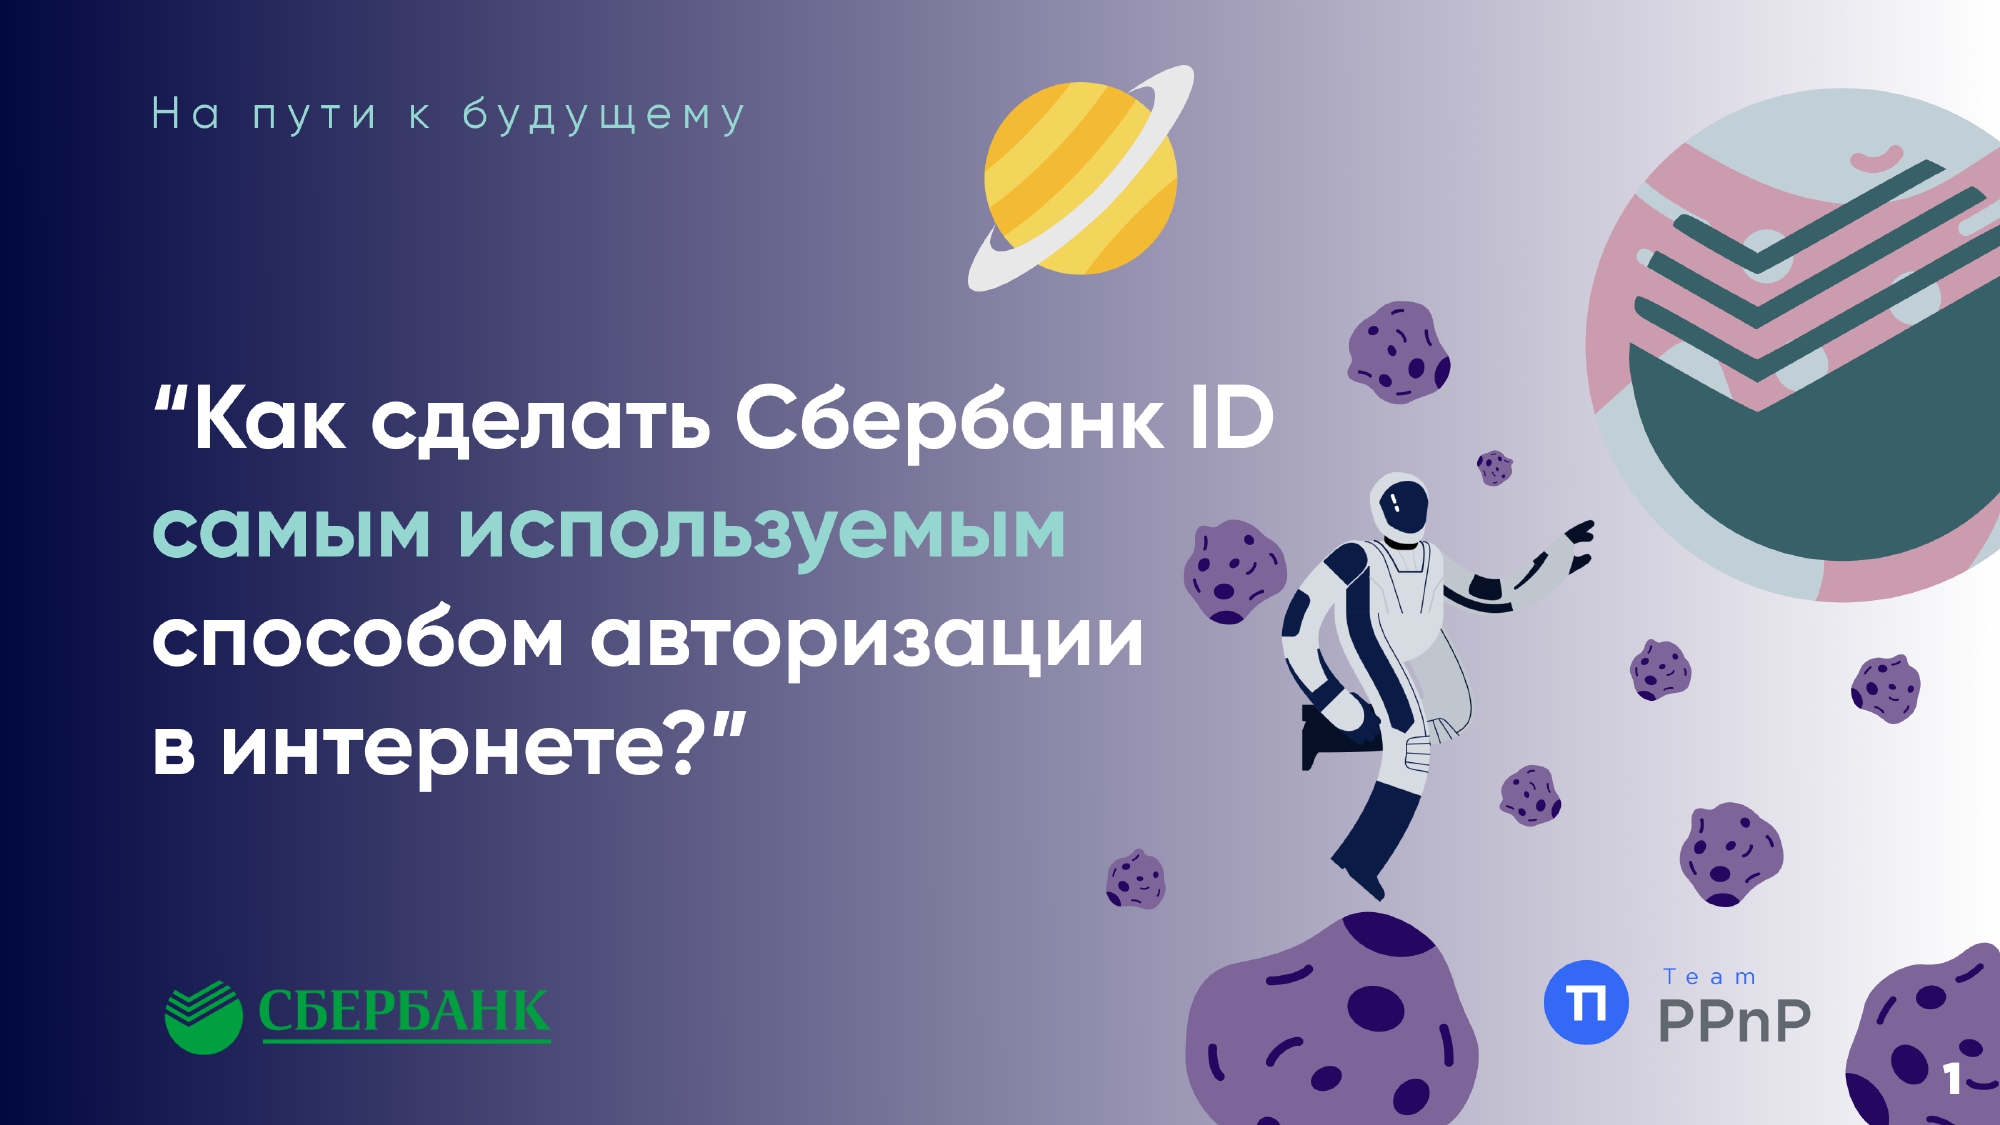 На пути к будущему
“Как сделать Сбербанк ID
самым используемым
способом авторизации
в интернете?”
СБЕРБАНК
П
Team
PPnP
1